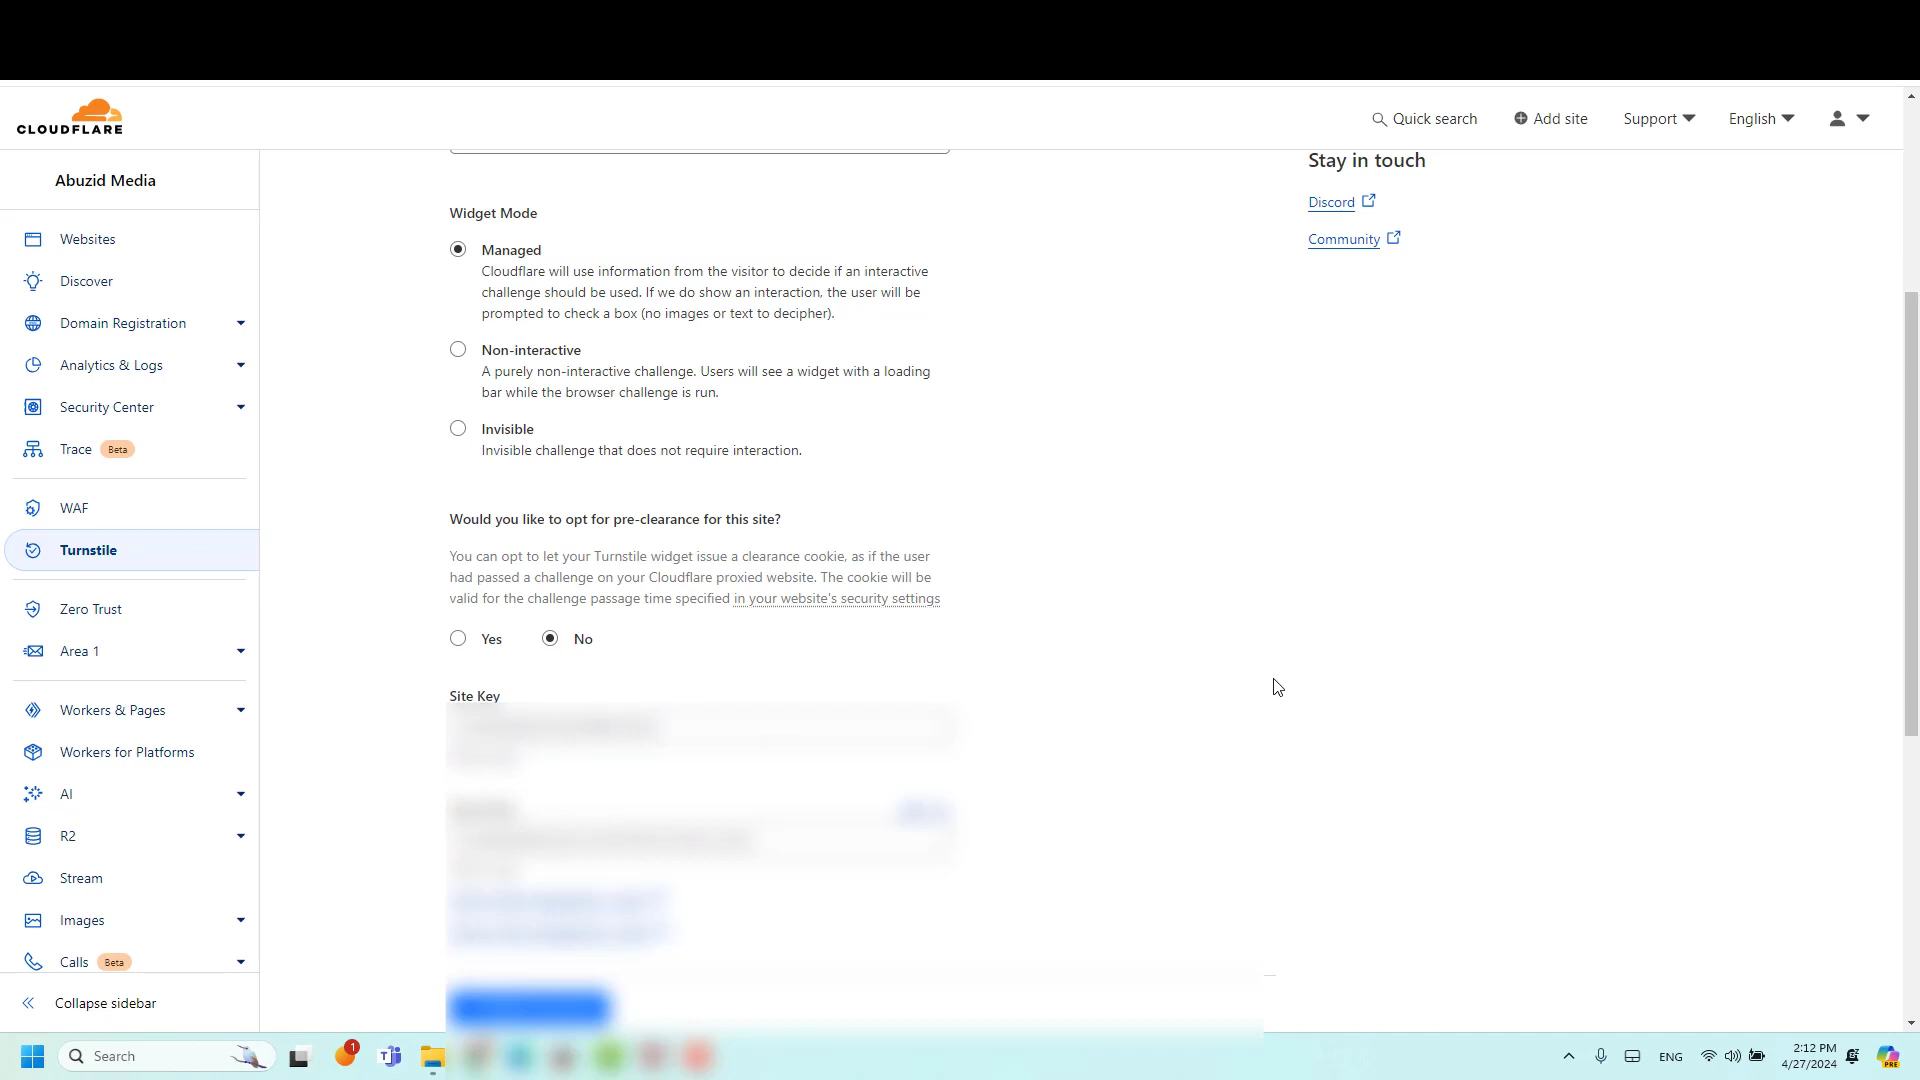 CLOUDFLARE
Quick search
Add site
Support
English
Abuzid Media
Websites
Discover
Domain Registration
Analytics & Logs
Security Center
Trace Beta
WAF
Turnstile
Zero Trust
Area 1
Workers & Pages
Workers for Platforms
AI
R2
Stream
Images
Calls Beta
Collapse sidebar
Widget Mode
Managed
Cloudflare will use information from the visitor to decide if an interactive
challenge should be used. If we do show an interaction, the user will be
prompted to check a box (no images or text to decipher).
Non-interactive
A purely non-interactive challenge. Users will see a widget with a loading
bar while the browser challenge is run.
Invisible
Invisible challenge that does not require interaction.
Would you like to opt for pre-clearance for this site?
You can opt to let your Turnstile widget issue a clearance cookie, as if the user
had passed a challenge on your Cloudflare proxied website. The cookie will be
valid for the challenge passage time specified in your website's security settings
Yes No
Site Key
Stay in touch
Discord
Community
Search
1
ENG
2:12 PM
4/27/2024
PRE